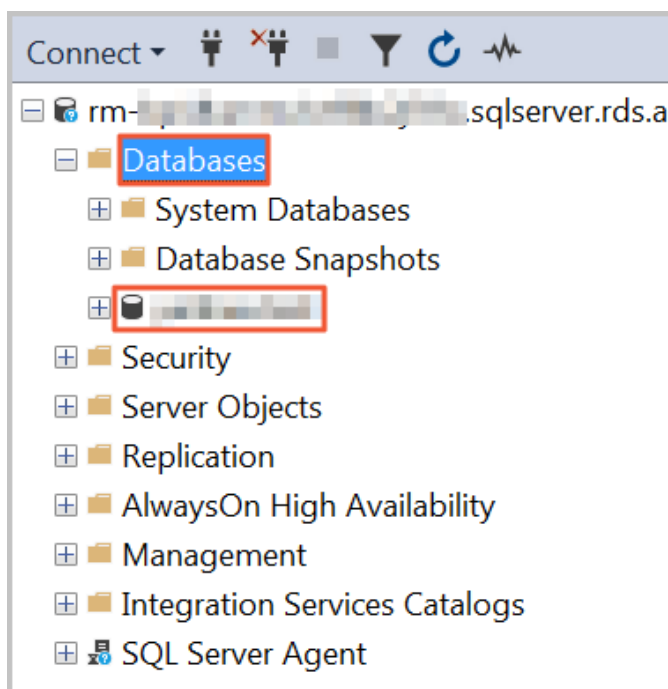 Connect
rm- .sqlserver.rds.a
Databases
System Databases
Database Snapshots
Security
Server Objects
Replication
AlwaysOn High Availability
Management
Integration Services Catalogs
SQL Server Agent